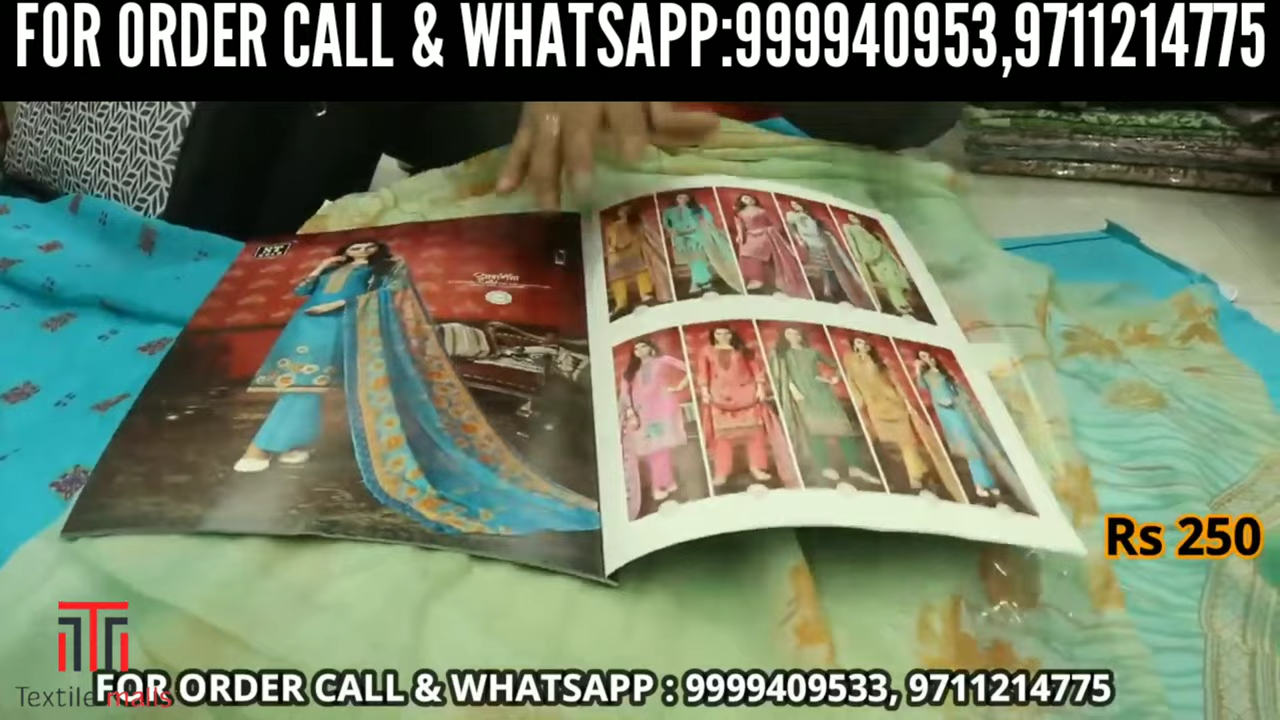 FOR ORDER CALL & WHATSAPP:999940953,9711214775
Rs 250
FOR ORDER CALL & WHATSAPP : 9999409533, 9711214775
Textile malls